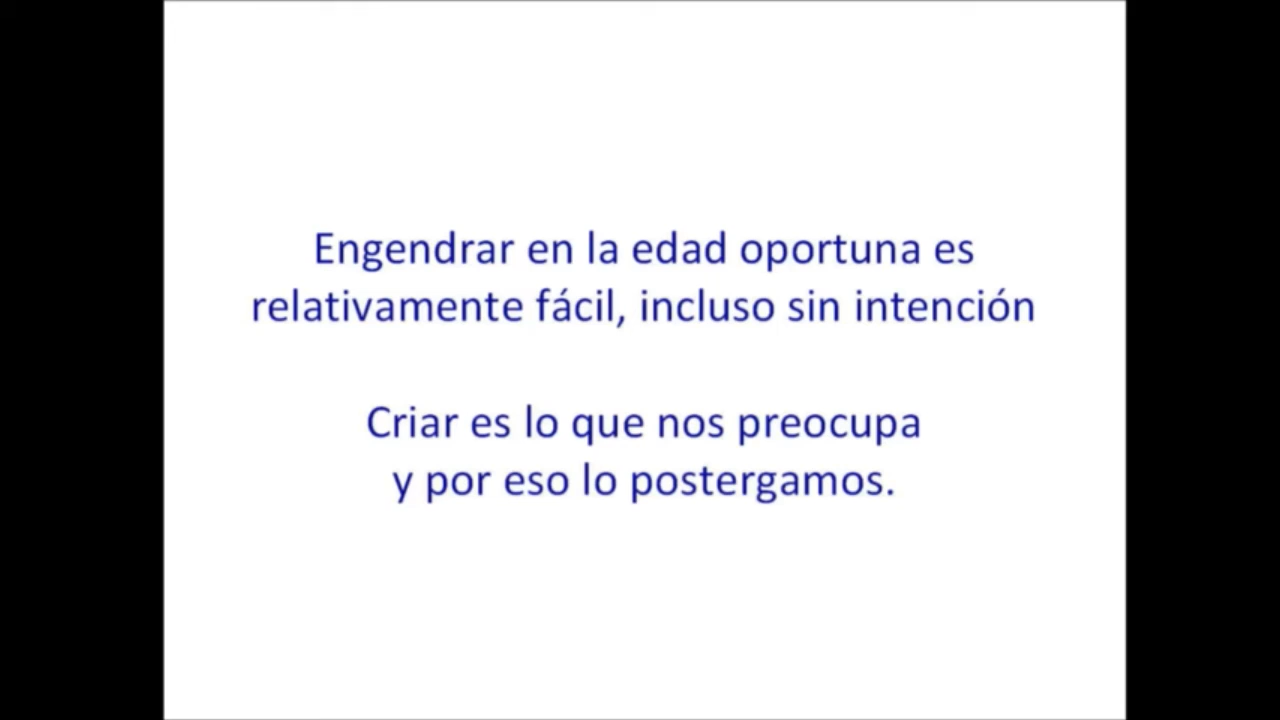 Engendrar en la edad oportuna es
relativamente fácil, incluso sin intención
Criar es lo que nos preocupa
y por eso lo postergamos.